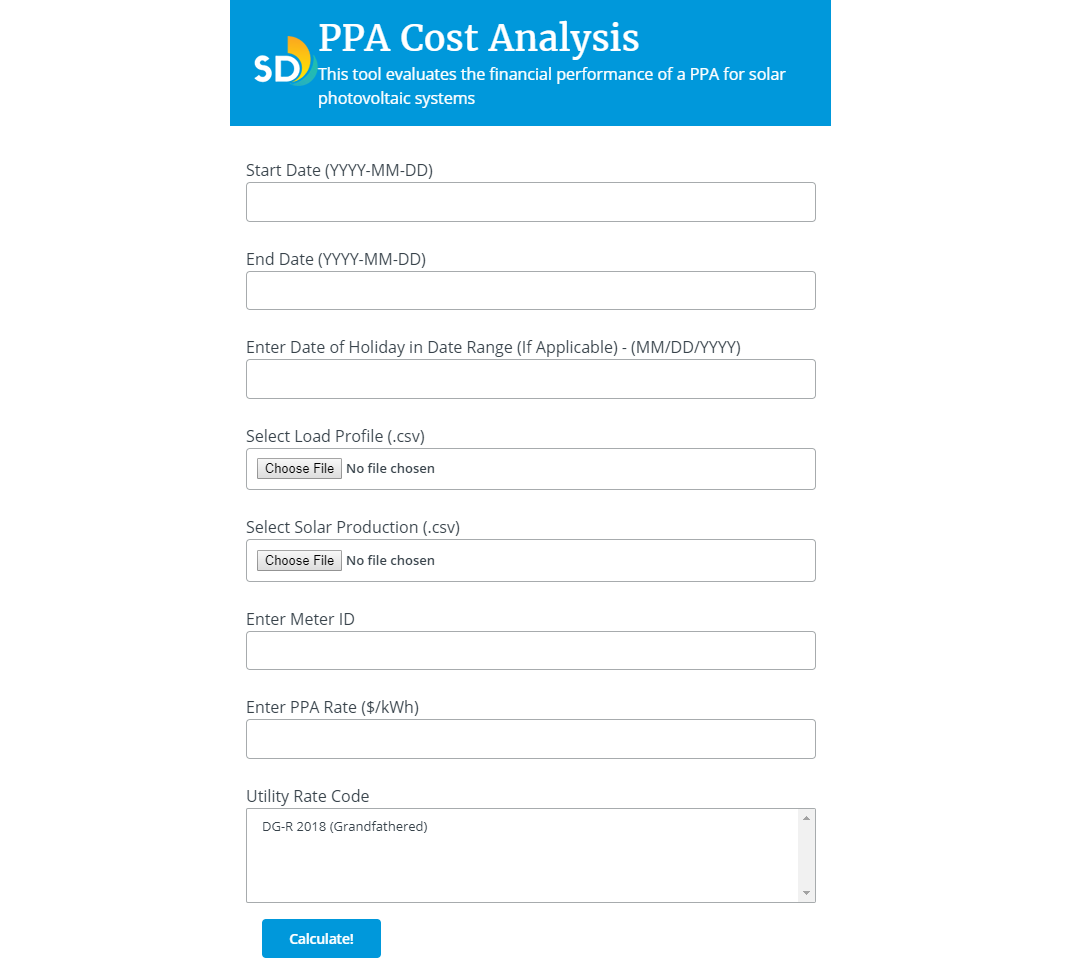 PPA Cost Analysis
SD
This tool evaluates the financial performance of a PPA for solar
photovoltaic systems
Start Date (YYYY-MM-DD)
End Date (YYYY-MM-DD)
Enter Date of Holiday in Date Range (If Applicable) - (MM/DD/YYYY)
Select Load Profile (.csv)
Choose File No file chosen
Select Solar Production (.csv)
Choose File No file chosen
Enter Meter ID
Enter PPA Rate ($/kWh)
Utility Rate Code
DG-R 2018 (Grandfathered)
Calculate!